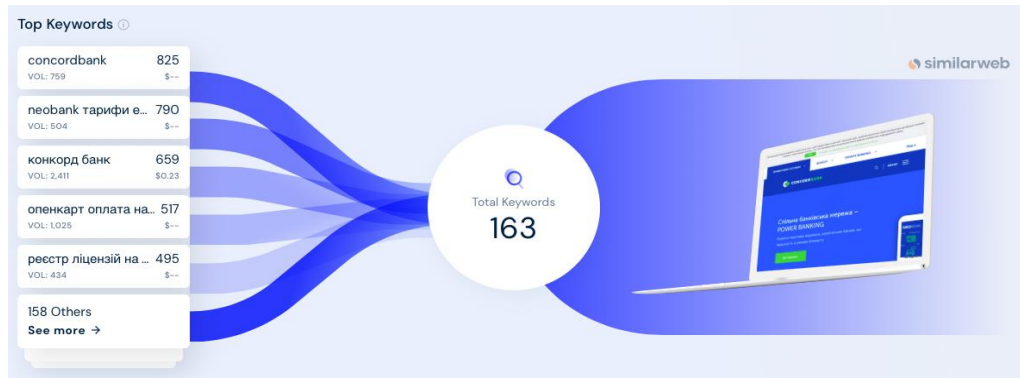 Top Keywords
similarweb
concordbank 825
VOL: 759 $--
neobank тарифи е... 790
VOL: 504 $--
конкорд банк 659
VOL: 2,411 $0.23
опенкарт оплата на... 517
VOL: 1,025 $--
реєстр ліцензій на ... 495
VOL: 434 $--
158 Others
See more →
Total Keywords
163
CONCORDBANK
Сильна банківська мережа –
POWER BANKING